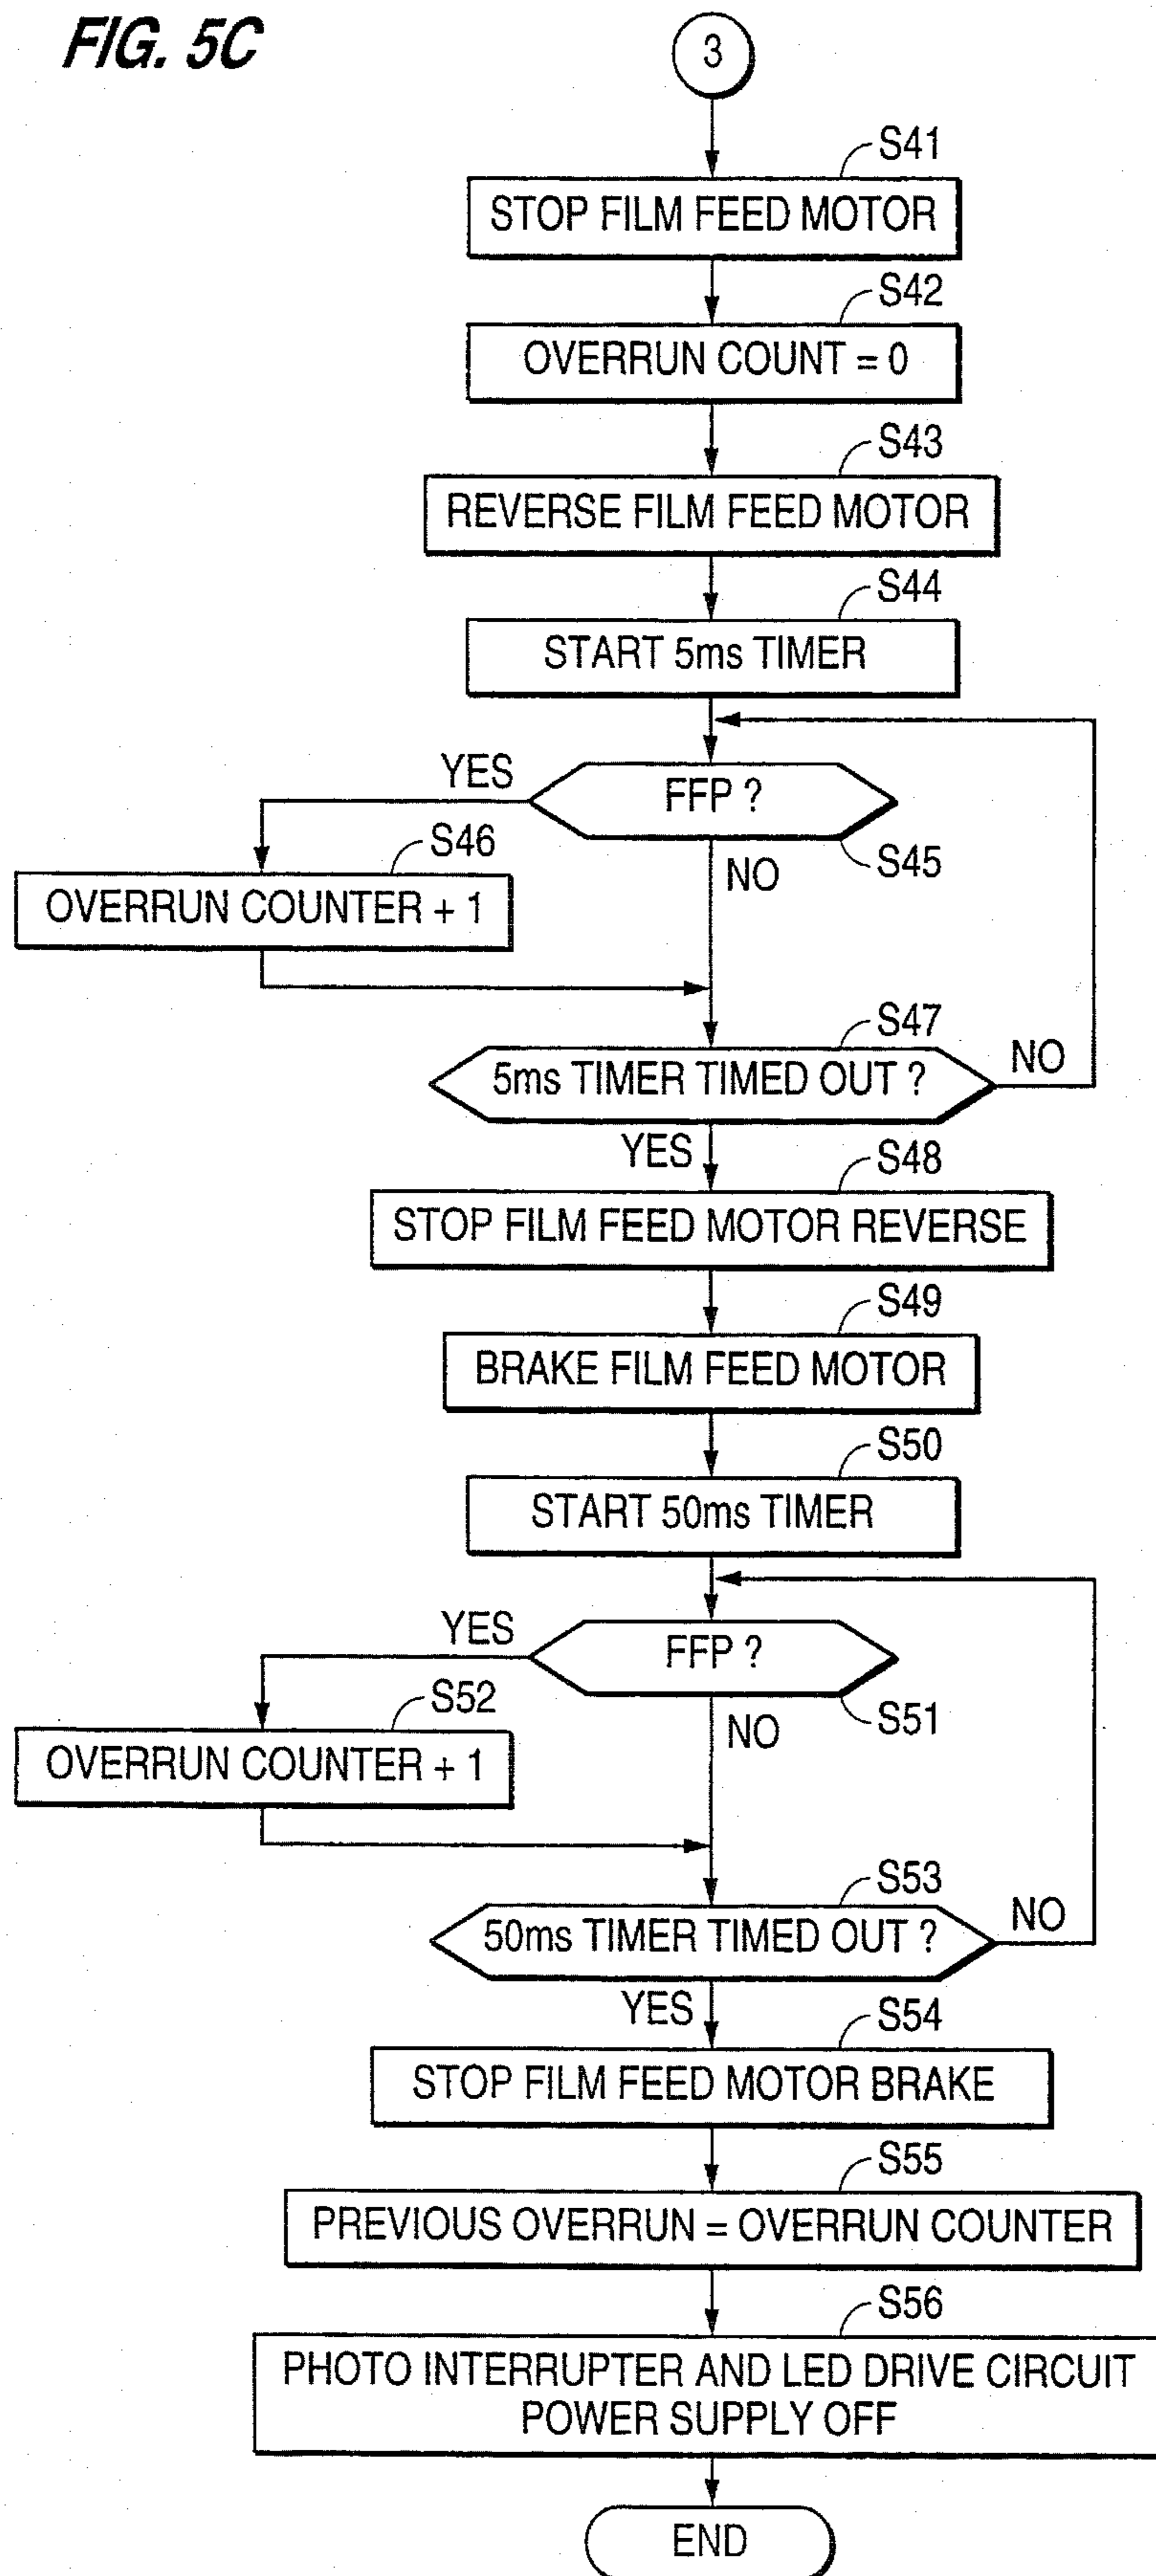 FIG. 5C
3
S41
STOP FILM FEED MOTOR
S42
OVERRUN COUNT = 0
S43
REVERSE FILM FEED MOTOR
S44
START 5ms TIMER
YES
FFP ?
S45
S46
NO
OVERRUN COUNTER + 1
S47
5ms TIMER TIMED OUT ?
NO
YES
S48
STOP FILM FEED MOTOR REVERSE
S49
BRAKE FILM FEED MOTOR
S50
START 50ms TIMER
YES
FFP ?
S51
S52
NO
OVERRUN COUNTER + 1
S53
50ms TIMER TIMED OUT ?
NO
YES
S54
STOP FILM FEED MOTOR BRAKE
S55
PREVIOUS OVERRUN = OVERRUN COUNTER
S56
PHOTO INTERRUPTER AND LED DRIVE CIRCUIT
POWER SUPPLY OFF
END